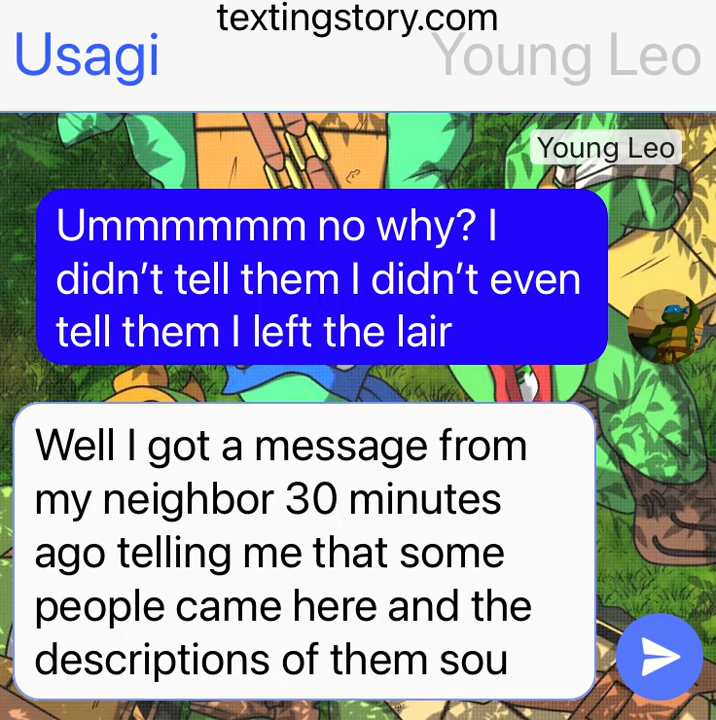 textingstory.com
Usagi
Young Leo
Young Leo
Ummmmmm no why? I
didn’t tell them I didn’t even
tell them I left the lair
Well I got a message from
my neighbor 30 minutes
ago telling me that some
people came here and the
descriptions of them sou